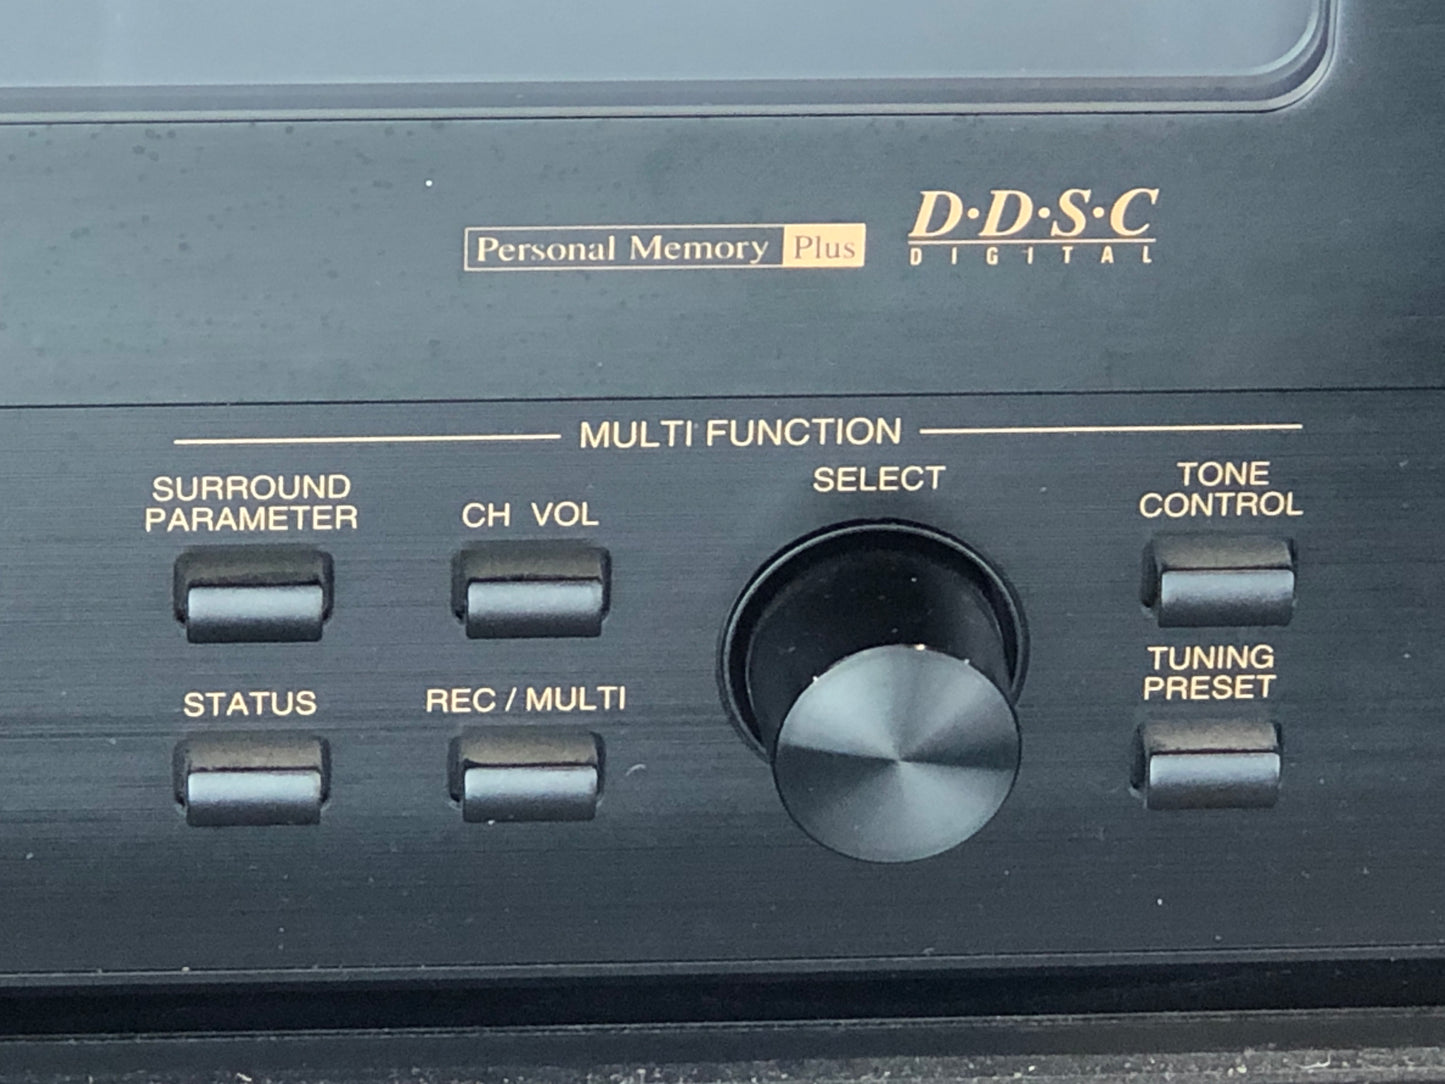 Personal Memory Plus
D·D·S·C
DIGITAL
MULTI FUNCTION
SURROUND
PARAMETER
CH VOL
SELECT
TONE
CONTROL
STATUS
REC / MULTI
TUNING
PRESET